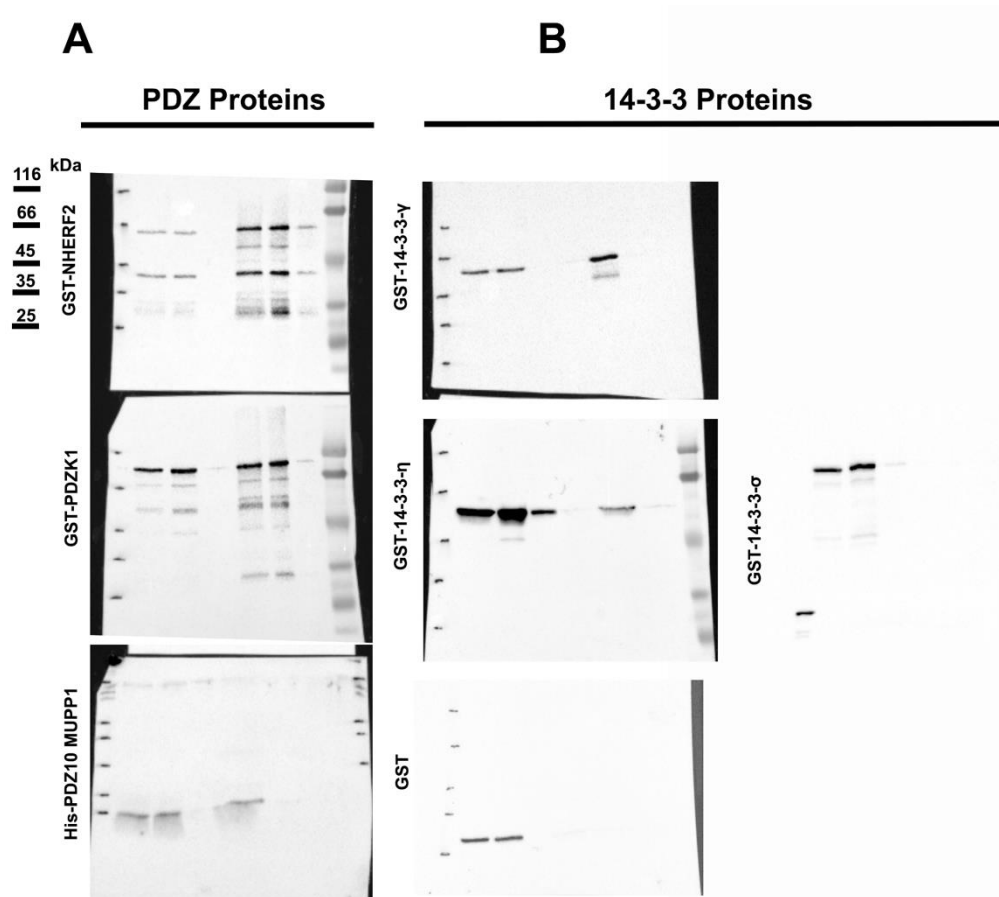 A
B
PDZ Proteins
14-3-3 Proteins
kDa
116
66
45
35
25
GST-NHERF2
GST-PDZK1
His-PDZ10 MUPP1
GST-14-3-3-γ
GST-14-3-3-η
GST
GST-14-3-3-σ